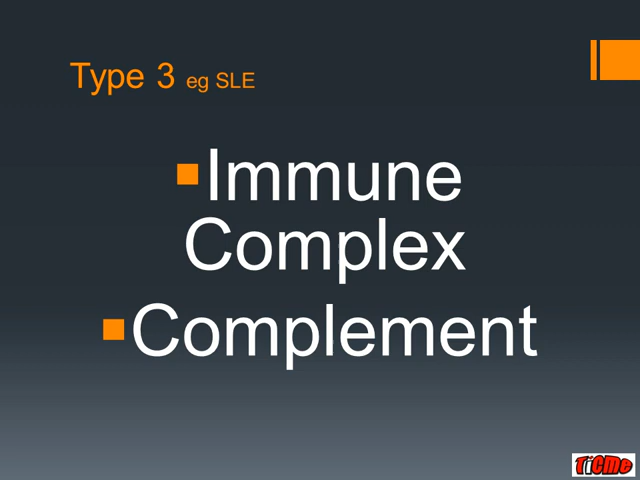 Type 3 eg SLE
▪Immune
Complex
▪Complement
TiCMe